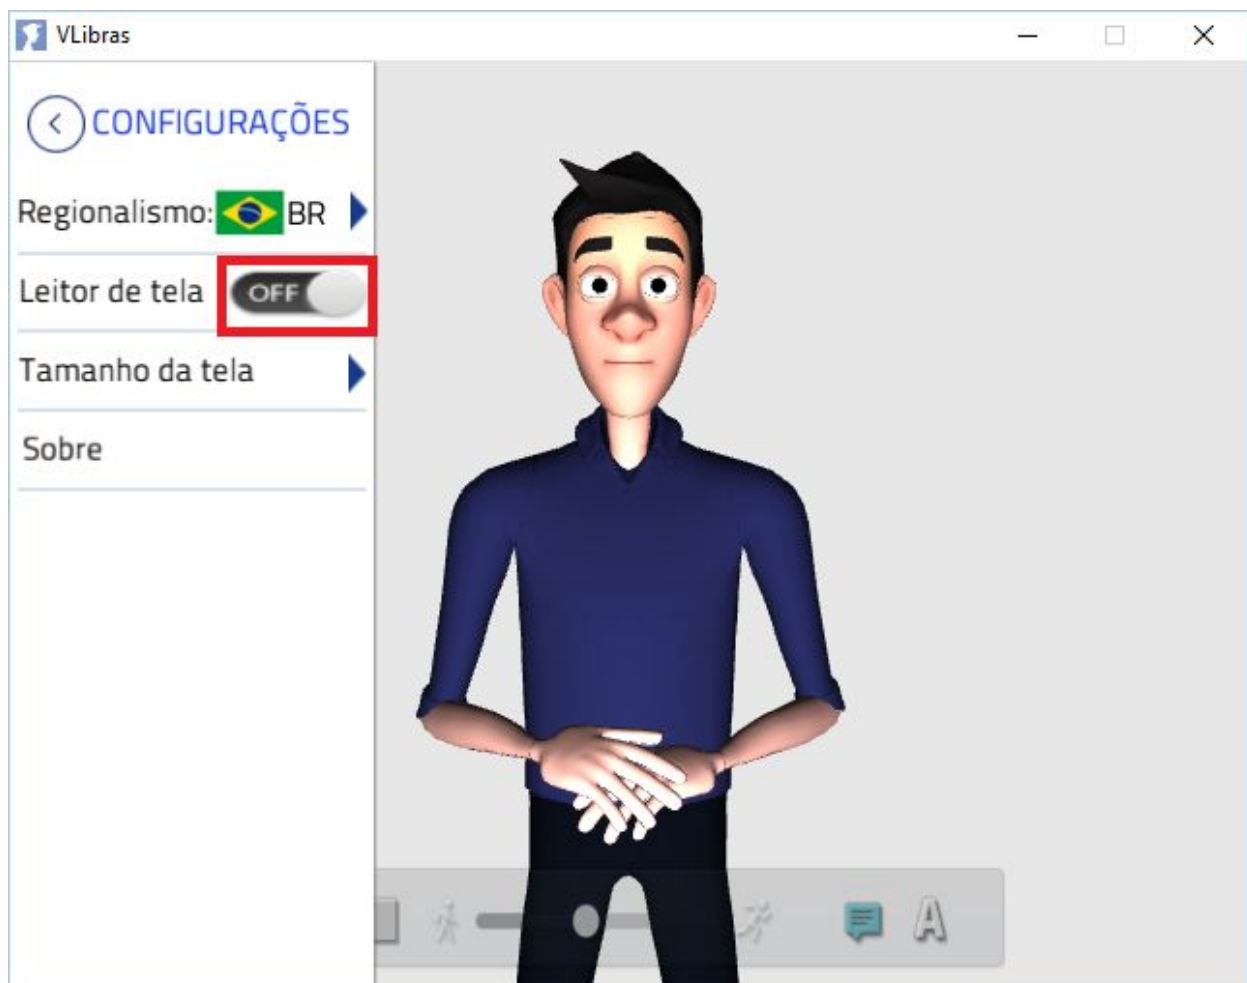 VLibras
CONFIGURAÇÕES
Regionalismo: BR
Leitor de tela OFF
Tamanho da tela
Sobre
A